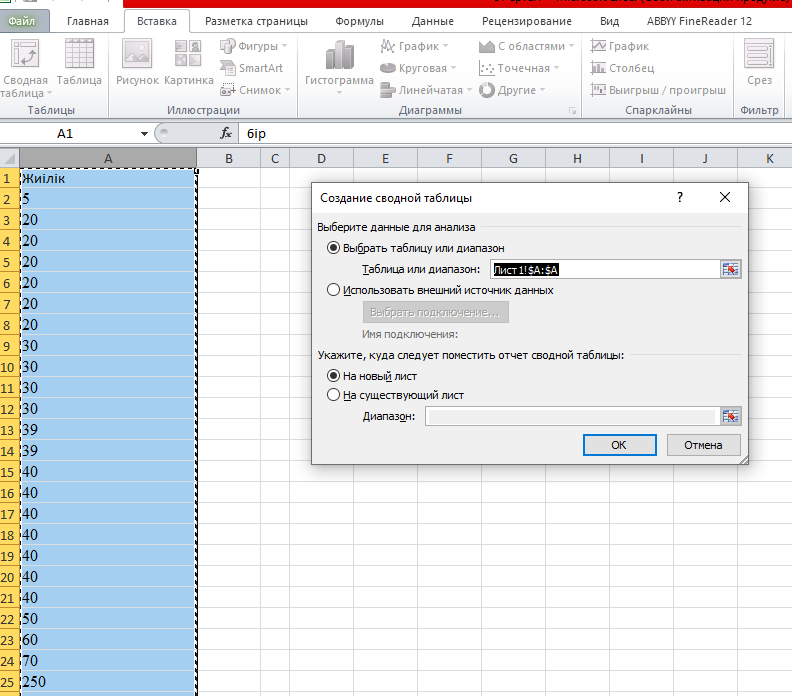 Файл Главная Вставка Разметка страницы Формулы Данные Рецензирование Вид ABBYY FineReader 12
Сводная таблица Таблица Рисунок Картинка Фигуры SmartArt Снимок Гистограмма График Круговая Линейчатая С областями Точечная Другие График Столбец Выигрыш / проигрыш Срез
Таблицы Иллюстрации Диаграммы Спарклайны Фильтр
A1 fx бір
A B C D E F G H I J K
1 Жиілік
2 5
3 20
4 20
5 20
6 20
7 20
8 20
9 30
10 30
11 30
12 30
13 39
14 39
15 40
16 40
17 40
18 40
19 40
20 40
21 40
22 50
23 60
24 70
25 250
Создание сводной таблицы ?
Выберите данные для анализа
Выбрать таблицу или диапазон
Таблица или диапазон: Лист1!$A:$A
Использовать внешний источник данных
Выбрать подключение...
Имя подключения:
Укажите, куда следует поместить отчет сводной таблицы:
На новый лист
На существующий лист
Диапазон:
ОК Отмена